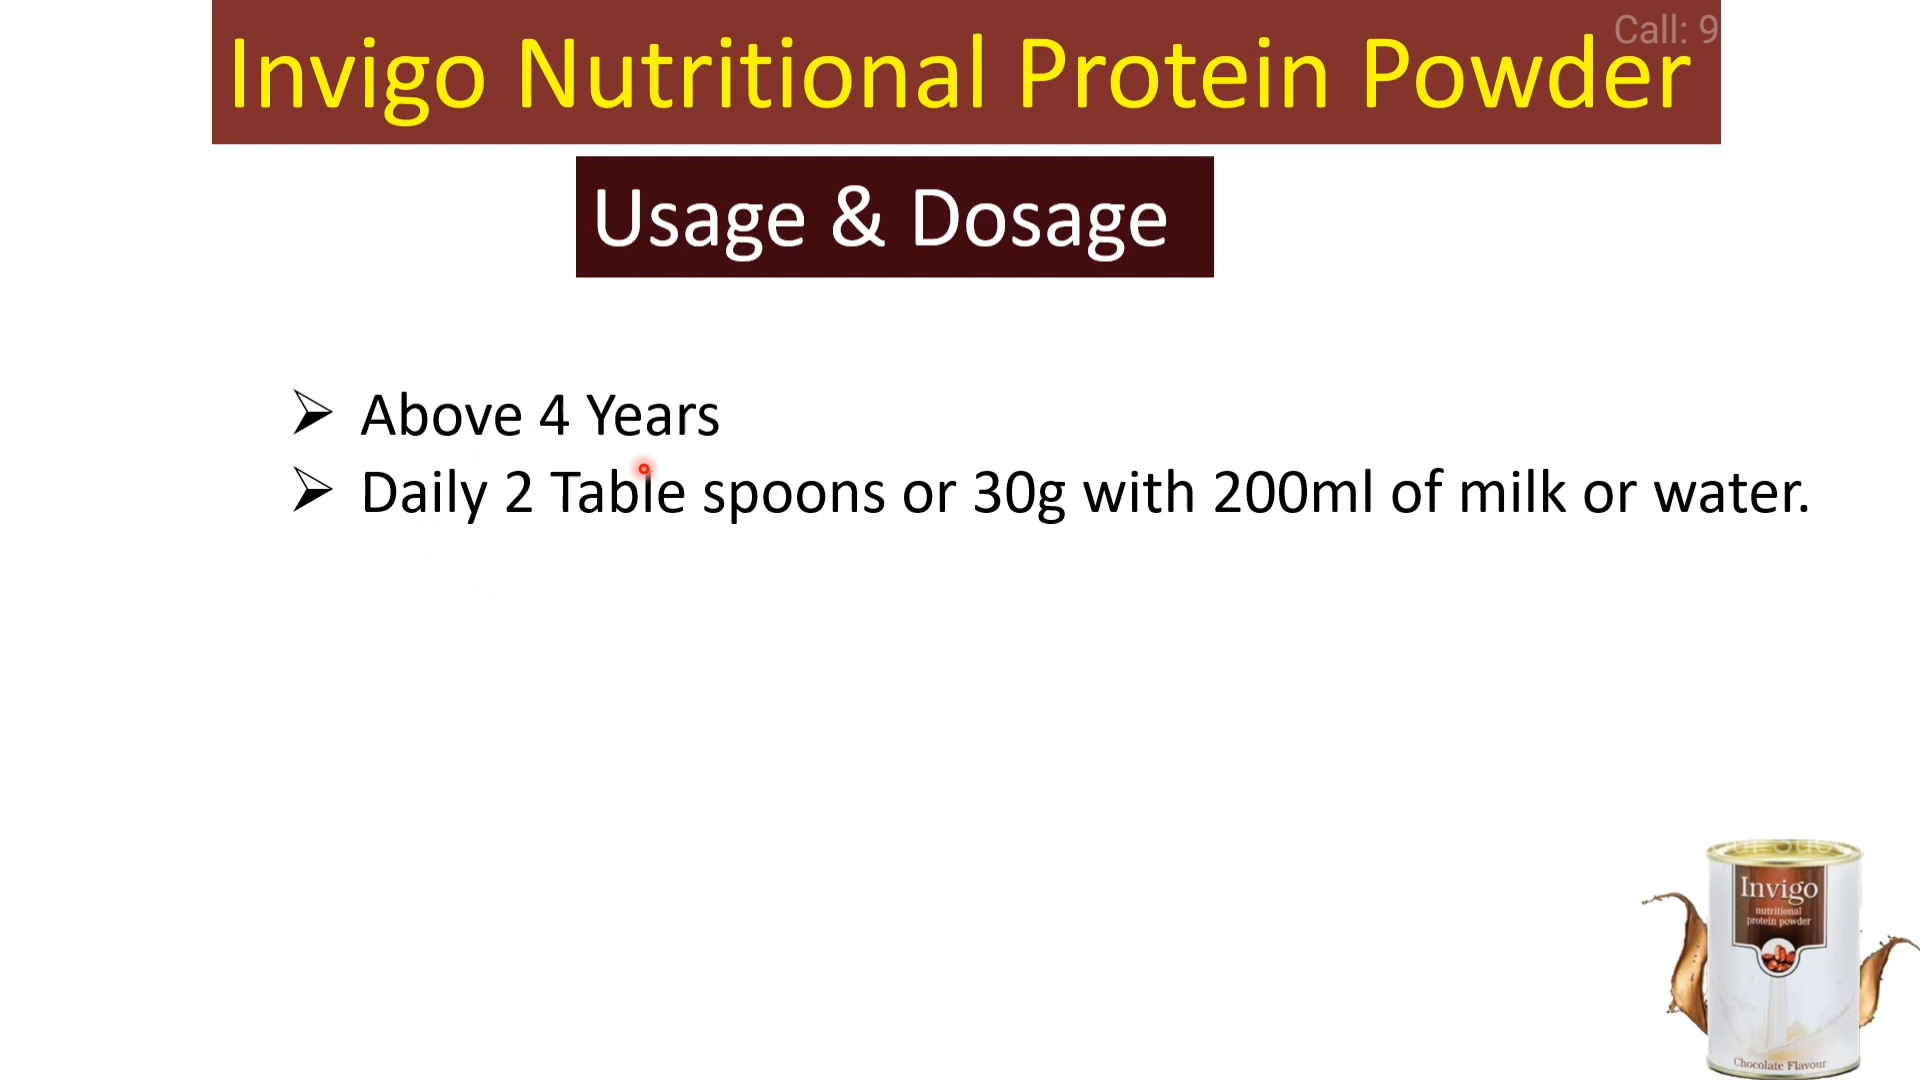 Call: 9
Invigo Nutritional Protein Powder
Usage & Dosage
➢ Above 4 Years
➢ Daily 2 Table spoons or 30g with 200ml of milk or water.
Invigo
nutritional
protein powder
Chocolate Flavour